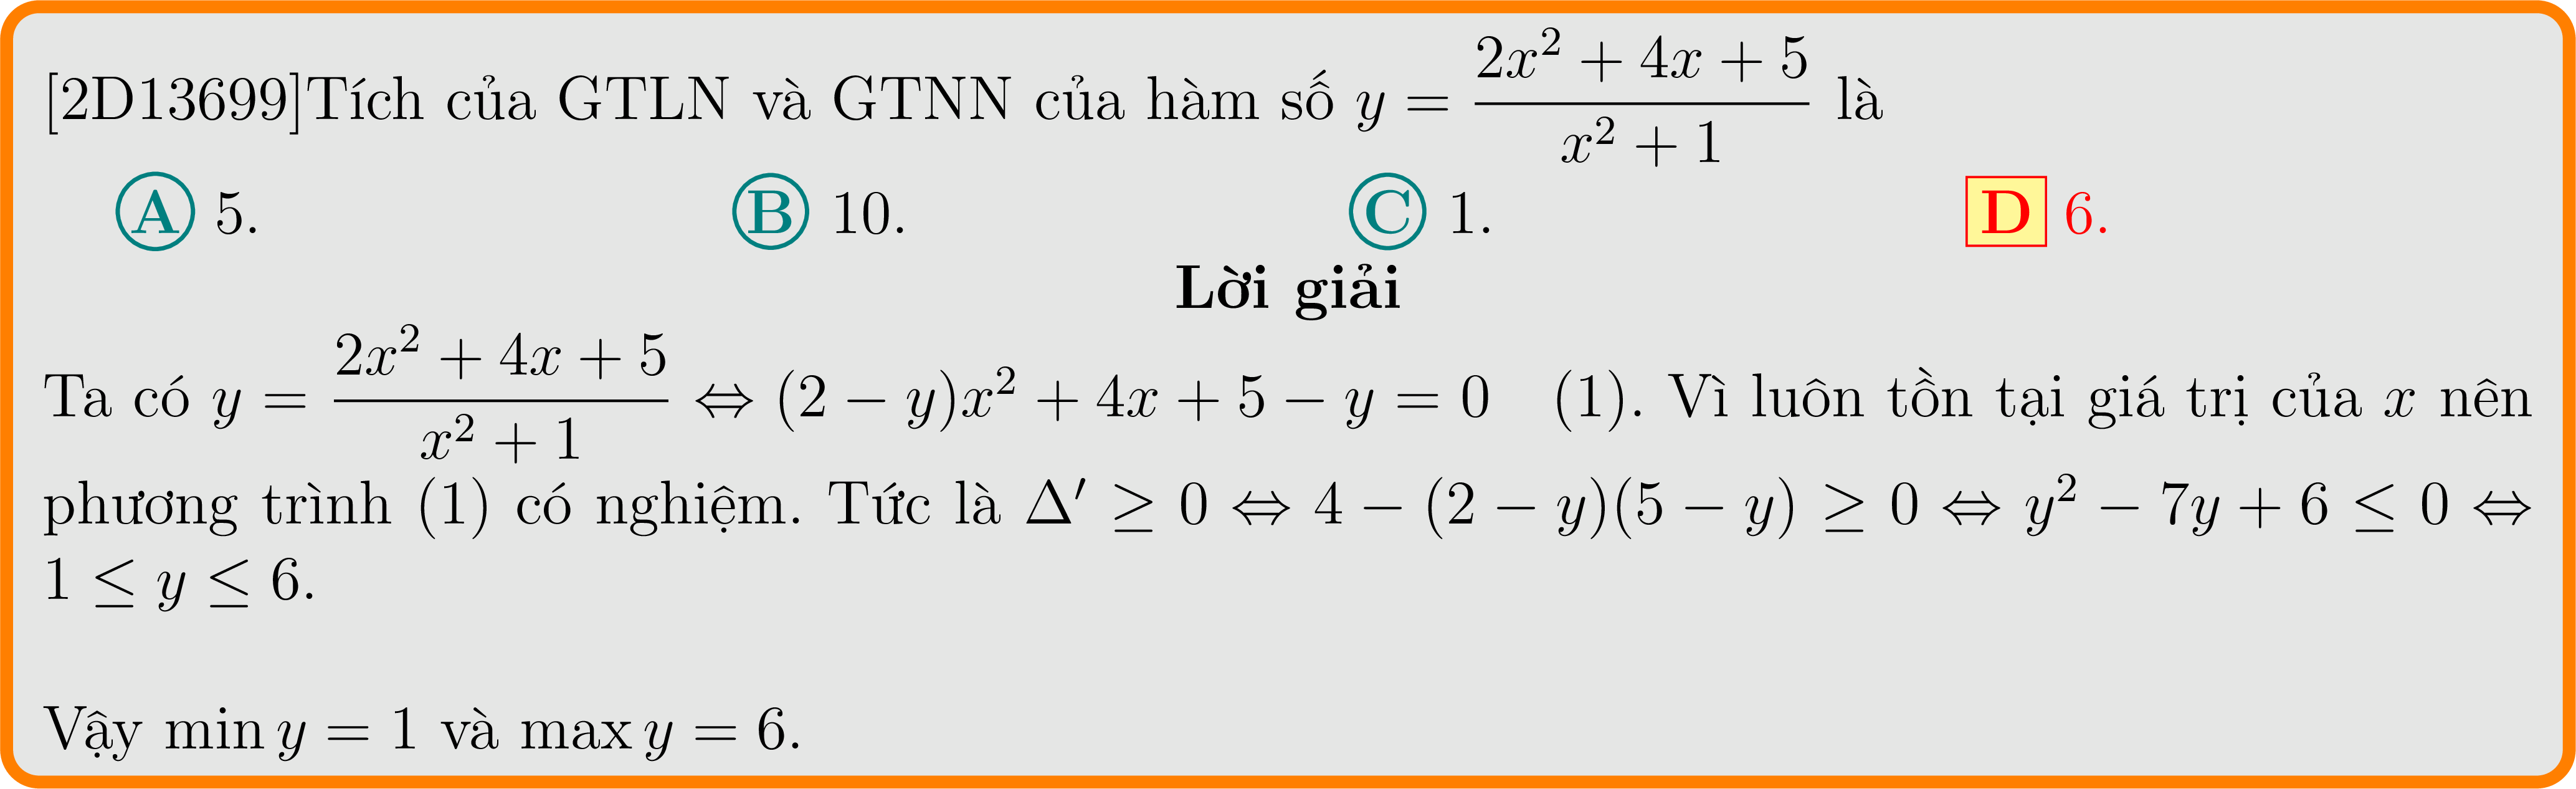 [2D13699]Tích của GTLN và GTNN của hàm số $y = \dfrac{2x^2 + 4x + 5}{x^2 + 1}$ là
A 5. B 10. C 1. D 6.
Lời giải
Ta có $y = \dfrac{2x^2 + 4x + 5}{x^2 + 1} \Leftrightarrow (2 - y)x^2 + 4x + 5 - y = 0 \quad (1)$. Vì luôn tồn tại giá trị của $x$ nên
phương trình (1) có nghiệm. Tức là $\Delta' \geq 0 \Leftrightarrow 4 - (2 - y)(5 - y) \geq 0 \Leftrightarrow y^2 - 7y + 6 \leq 0 \Leftrightarrow$
$1 \leq y \leq 6$.
Vậy $\min y = 1$ và $\max y = 6$.